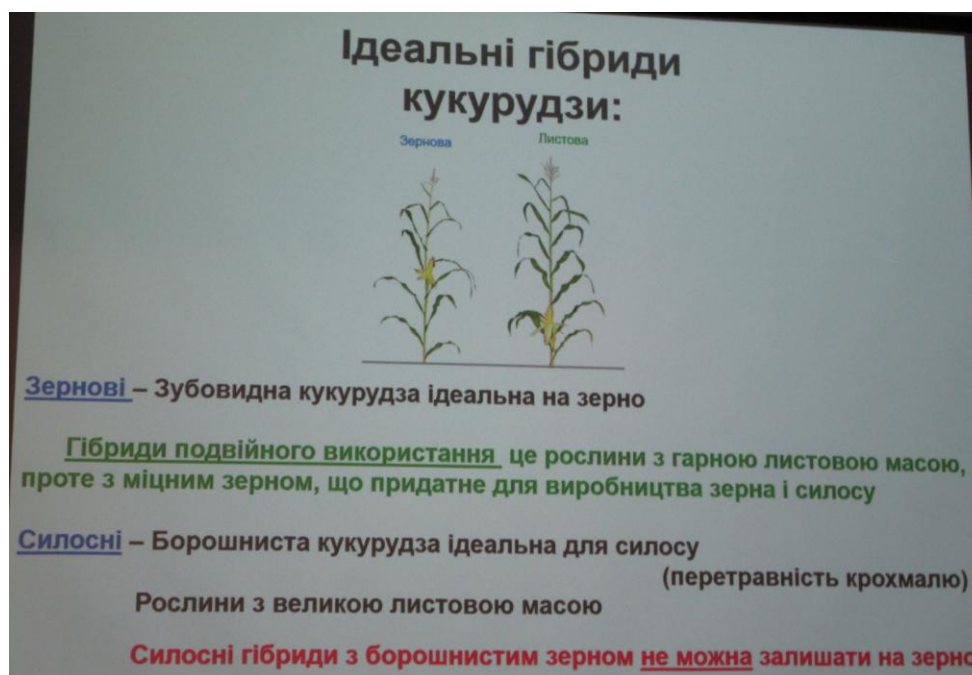 Ідеальні гібриди
кукурудзи:
Зернова Листова
Зернові – Зубовидна кукурудза ідеальна на зерно
Гібриди подвійного використання це рослини з гарною листовою масою,
проте з міцним зерном, що придатне для виробництва зерна і силосу
Силосні – Борошниста кукурудза ідеальна для силосу
(перетравність крохмалю)
Рослини з великою листовою масою
Силосні гібриди з борошнистим зерном не можна залишати на зерно